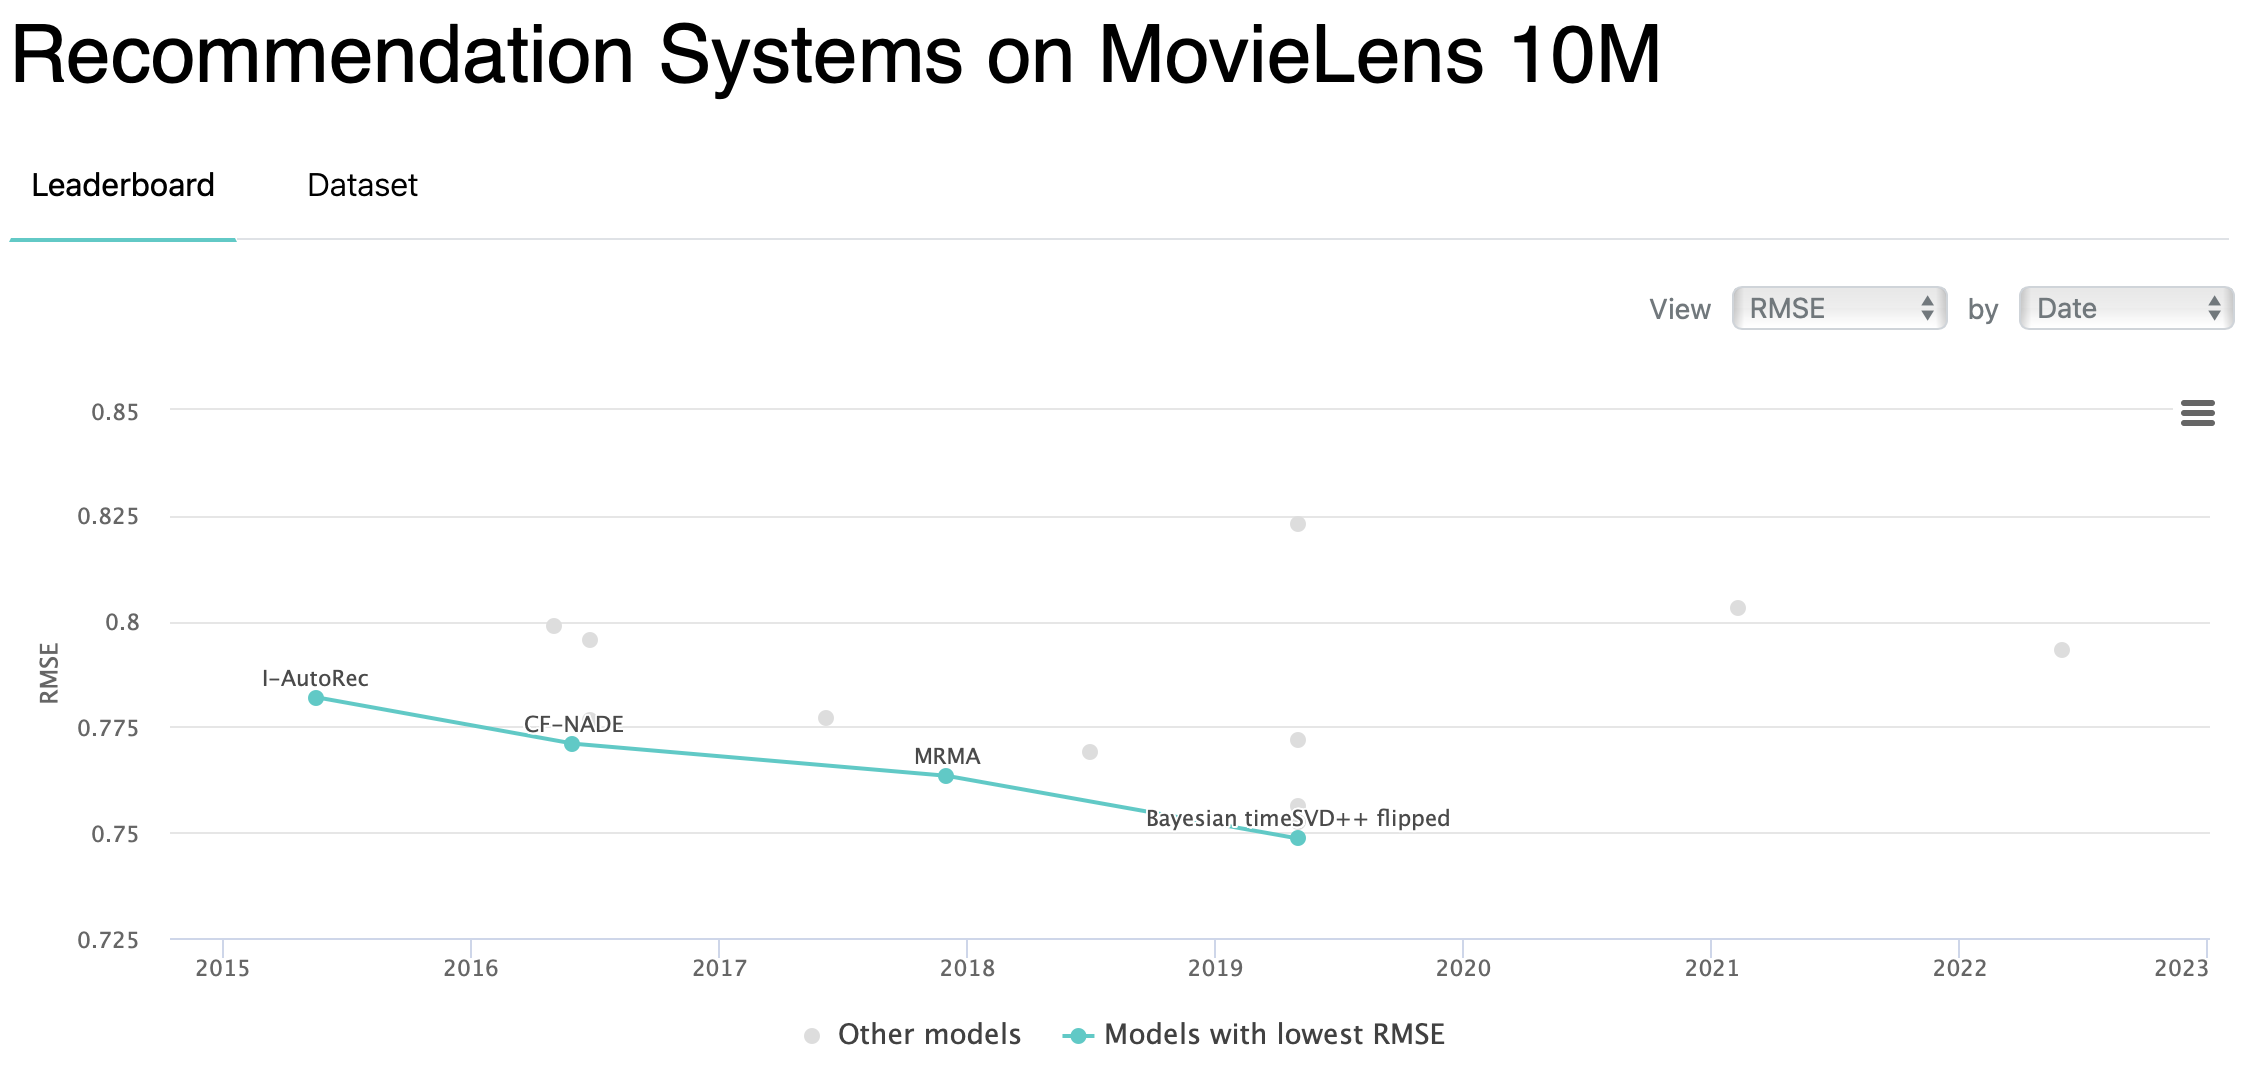 Recommendation Systems on MovieLens 10M
Leaderboard Dataset
View RMSE by Date
0.85
0.825
0.8
0.775
0.75
0.725
RMSE
I-AutoRec
CF-NADE
MRMA
Bayesian timeSVD++ flipped
2015 2016 2017 2018 2019 2020 2021 2022 2023
Other models Models with lowest RMSE